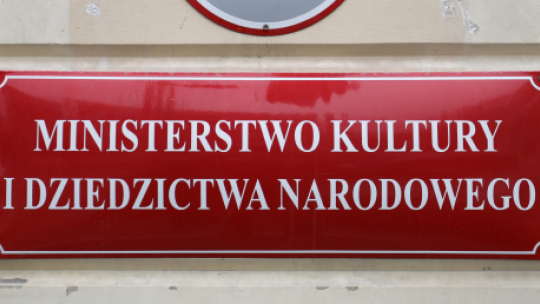 MINISTERSTWO KULTURY
I DZIEDZICTWA NARODOWEGO